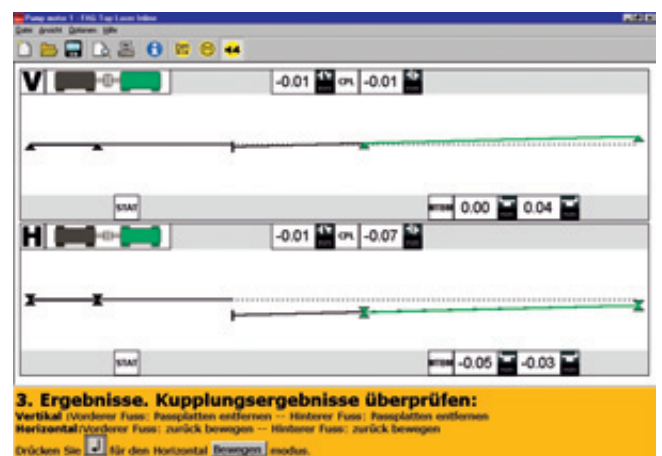 Pump motor 1 - FAG Top Laser Inline
Datei Ansicht Optionen Hilfe
V -0.01 CPL -0.01
STAT MTBM 0.00 0.04
H -0.01 CPL -0.07
STAT MTBM -0.05 -0.03
3. Ergebnisse. Kupplungsergebnisse überprüfen:
Vertikal :Vorderer Fuss: Passplatten entfernen -- Hinterer Fuss: Passplatten entfernen
Horizontal:Vorderer Fuss: zurück bewegen -- Hinterer Fuss: zurück bewegen
Drücken Sie für den Horizontal Bewegen modus.